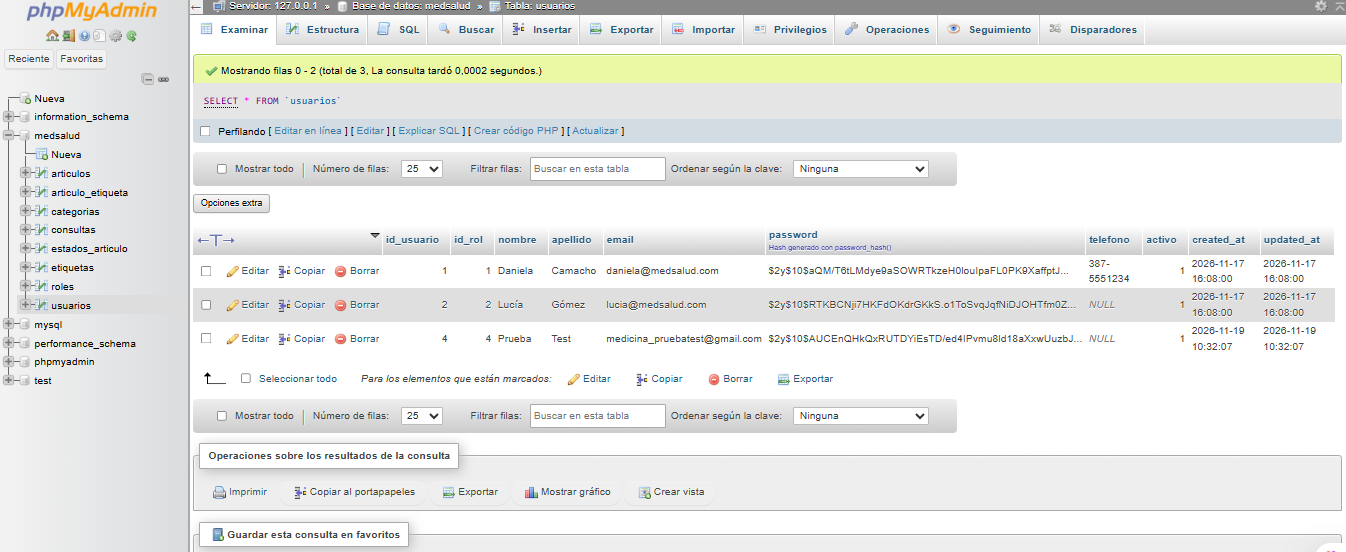 phpMyAdmin
Reciente Favoritas
Nueva
information_schema
medsalud
Nueva
articulos
articulo_etiqueta
categorias
consultas
estados_articulo
etiquetas
roles
usuarios
mysql
performance_schema
phpmyadmin
test
Servidor: 127.0.0.1 » Base de datos: medsalud » Tabla: usuarios
Examinar Estructura SQL Buscar Insertar Exportar Importar Privilegios Operaciones Seguimiento Disparadores
Mostrando filas 0 - 2 (total de 3, La consulta tardó 0,0002 segundos.)
SELECT * FROM `usuarios`
Perfilando [ Editar en línea ] [ Editar ] [ Explicar SQL ] [ Crear código PHP ] [ Actualizar ]
Mostrar todo Número de filas: 25 Filtrar filas: Buscar en esta tabla Ordenar según la clave: Ninguna
Opciones extra
id_usuario id_rol nombre apellido email password telefono activo created_at updated_at
Hash generado con password_hash()
Editar Copiar Borrar 1 1 Daniela Camacho daniela@medsalud.com $2y$10$aQM/T6tLMdye9aSOWRTkzeH0louIpaFL0PK9XaffptJ... 387-5551234 1 2026-11-17 16:08:00 2026-11-17 16:08:00
Editar Copiar Borrar 2 2 Lucía Gómez lucia@medsalud.com $2y$10$RTKBCNji7HKFdOKdrGKkS.o1ToSvqJqfNiDJOHTfm0Z... NULL 1 2026-11-17 16:08:00 2026-11-17 16:08:00
Editar Copiar Borrar 4 4 Prueba Test medicina_pruebatest@gmail.com $2y$10$AUCEnQHkQxRUTDYiEsTD/ed4IPvmu8Id18aXxwUuzbJ... NULL 1 2026-11-19 10:32:07 2026-11-19 10:32:07
Seleccionar todo Para los elementos que están marcados: Editar Copiar Borrar Exportar
Mostrar todo Número de filas: 25 Filtrar filas: Buscar en esta tabla Ordenar según la clave: Ninguna
Operaciones sobre los resultados de la consulta
Imprimir Copiar al portapapeles Exportar Mostrar gráfico Crear vista
Guardar esta consulta en favoritos